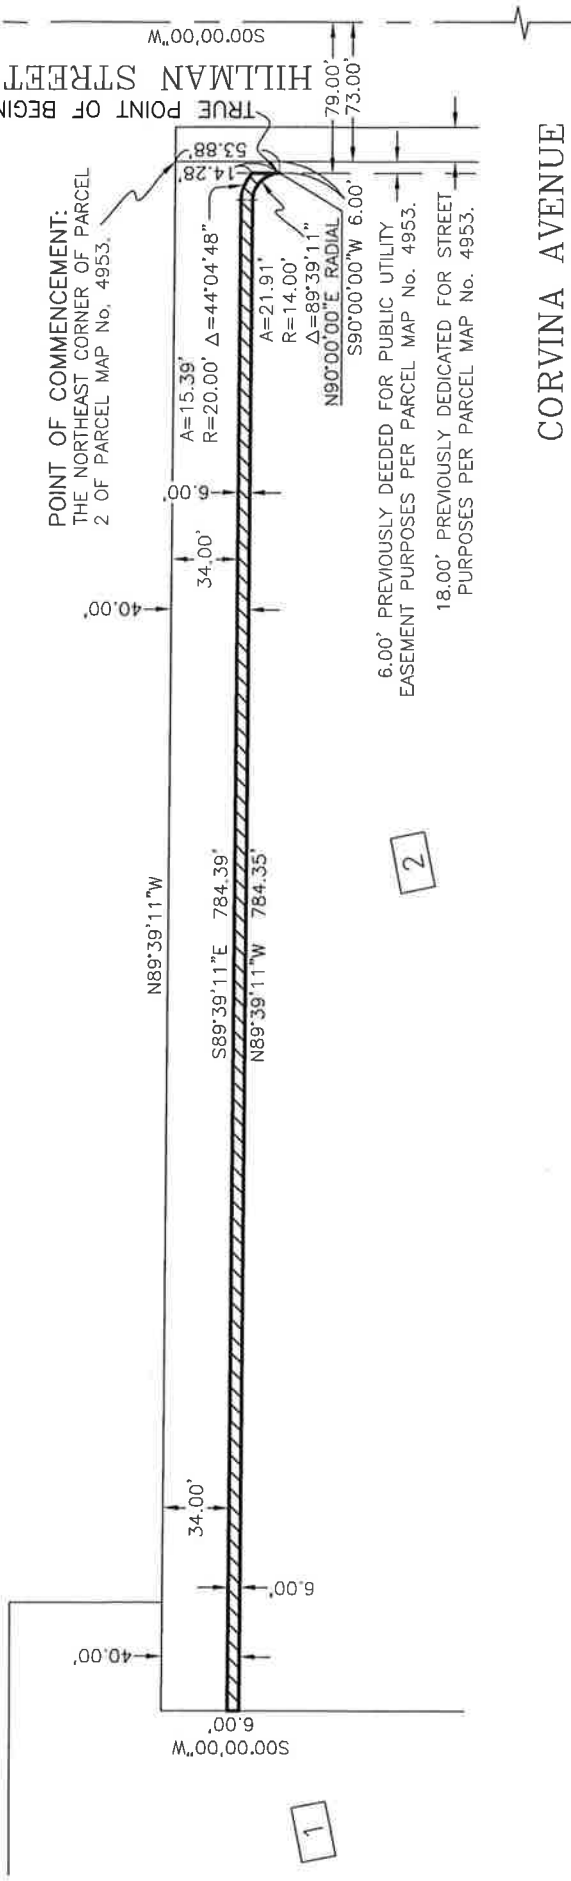 S00°00'00"W
HILLMAN STREET
TRUE POINT OF BEGIN
79.00'
73.00'
POINT OF COMMENCEMENT:
THE NORTHEAST CORNER OF PARCEL
2 OF PARCEL MAP No. 4953.
53.88'
14.28'
A=15.39'
R=20.00' Δ=44°04'48"
A=21.91'
R=14.00'
Δ=89°39'11"
N90°00'00"E RADIAL
S90°00'00"W 6.00'
6.00' PREVIOUSLY DEEDED FOR PUBLIC UTILITY
EASEMENT PURPOSES PER PARCEL MAP No. 4953.
18.00' PREVIOUSLY DEDICATED FOR STREET
PURPOSES PER PARCEL MAP No. 4953.
CORVINA AVENUE
6.00'
34.00'
40.00'
N89°39'11"W
S89°39'11"E 784.39'
N89°39'11"W 784.35'
2
34.00'
6.00'
40.00'
6.00'
S00°00'00"W
1